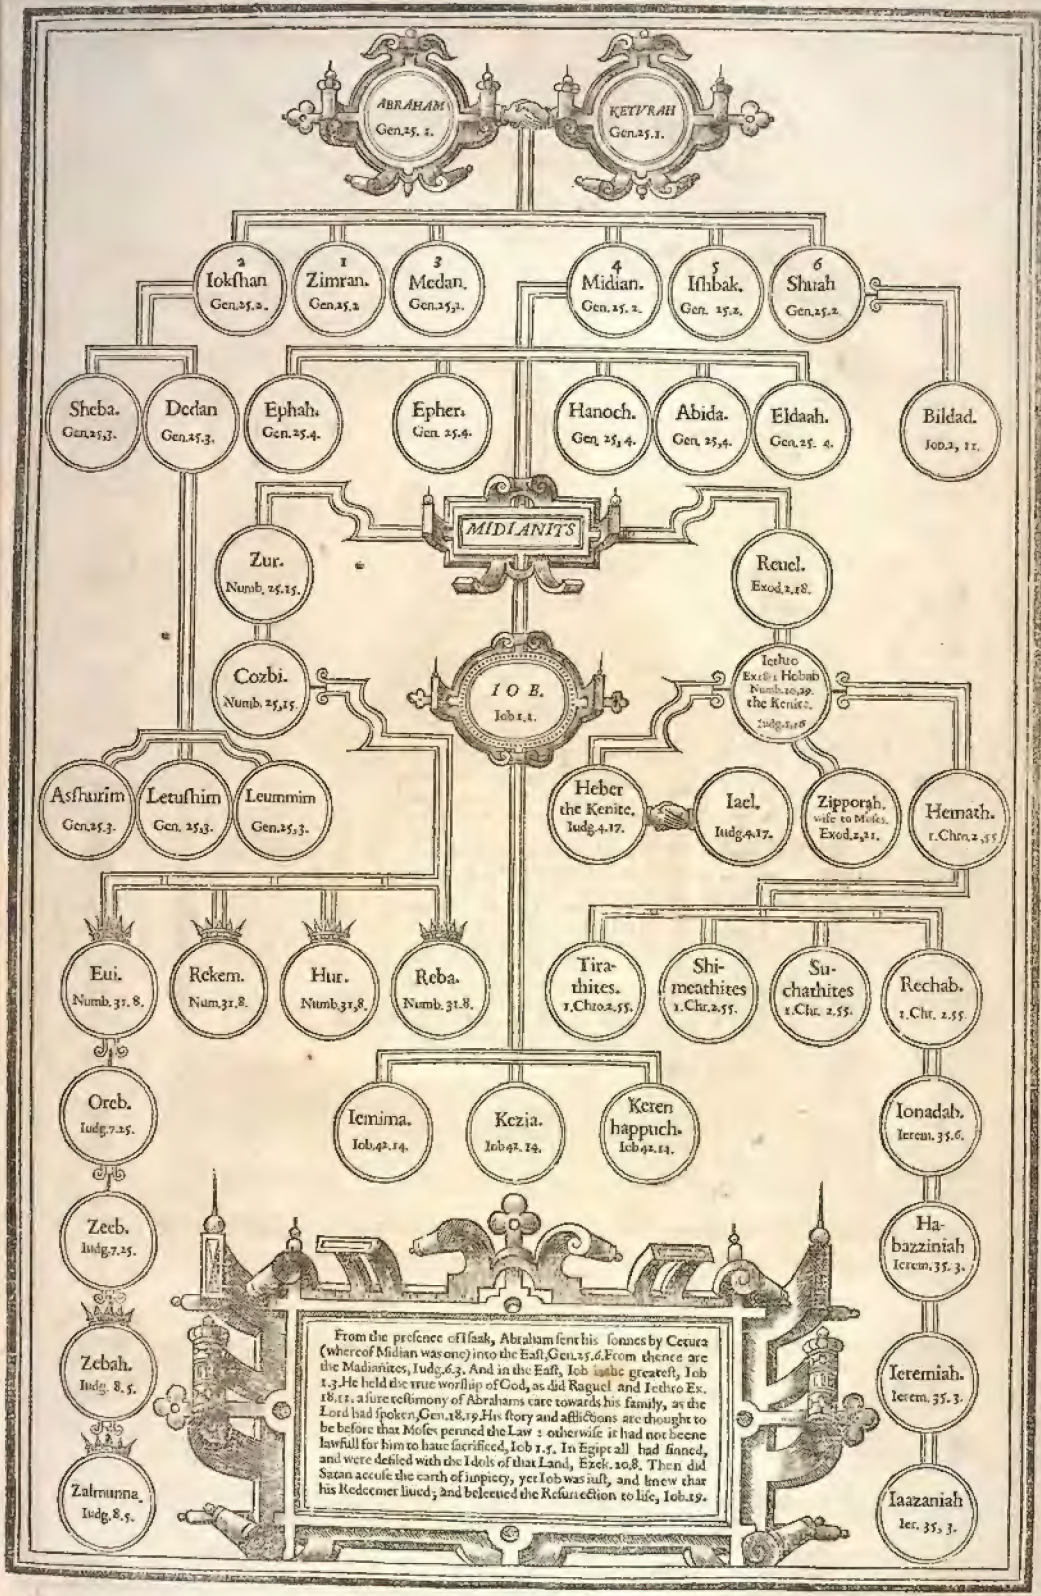 ABRAHAM
Gen.25. 1.
KETVRAH
Gen.25.1.
2
Iokſhan
Gen.25.2.
1
Zimran.
Gen.25.2
3
Medan.
Gen.25,2.
4
Midian.
Gen.25. 2.
5
Iſhbak.
Gen. 25.2.
6
Shuah
Gen.25.2
Sheba.
Gen.25,3.
Dedan
Gen.25.3.
Ephah.
Gen.25.4.
Epher.
Gen. 25.4.
Hanoch.
Gen. 25, 4.
Abida.
Gen. 25,4.
Eldaah.
Gen.25. 4.
Bildad.
Iob.2, 11.
MIDIANITS
Zur.
Numb. 25.15.
Reuel.
Exod.2.18.
Cozbi.
Numb. 25,15.
I O B.
Iob 1.1.
Iethro
Ex.18.1 Hobab
Numb.10,29.
the Kenite.
Iudg.1,16
Aſſhurim
Gen.25.3.
Letuſhim
Gen. 25,3.
Leummim
Gen.25,3.
Heber
the Kenite.
Iudg.4.17.
Iael.
Iudg.4.17.
Zipporah.
wife to Moſes.
Exod.2,21.
Hemath.
1.Chro.2,55
Eui.
Numb. 31. 8.
Rekem.
Num.31.8.
Hur.
Numb.31,8.
Reba.
Numb. 31.8.
Tira-
thites.
1.Chro.2.55.
Shi-
meathites
1.Chr.2.55.
Su-
chathites
1.Chr. 2.55.
Rechab.
1.Chr. 2.55.
Oreb.
Iudg.7.25.
Iemima.
Iob.42.14.
Kezia.
Iob 42. 14.
Keren
happuch.
Iob 42.14.
Ionadab.
Ierem. 35.6.
Zeeb.
Iudg.7.25.
Ha-
bazziniah
Ierem.35. 3.
Zebah.
Iudg. 8.5.
Ieremiah.
Ierem. 35.3.
Zalmunna.
Iudg.8.5.
Iaazaniah
Ier. 35, 3.
From the preſence of Iſaak, Abraham ſent his ſonnes by Cetura
(whereof Midian was one) into the Eaſt, Gen.25.6. From thence are
the Madianites, Iudg.6.3. And in the Eaſt, Iob is the greateſt, Iob
1.3. He held the true worſhip of God, as did Raguel and Iethro Ex.
18.11. a ſure teſtimony of Abrahams care towards his family, as the
Lord had ſpoken, Gen.18.19. His ſtory and afflictions are thought to
be before that Moſes penned the Law : otherwiſe it had not beene
lawfull for him to haue ſacrificed, Iob 1.5. In Egipt all had ſinned,
and were defiled with the Idols of that Land, Ezek. 20.8. Then did
Satan accuſe the earth of impiety, yet Iob was iuſt, and knew that
his Redeemer liued; and beleeued the Reſurrection to life, Iob.19.